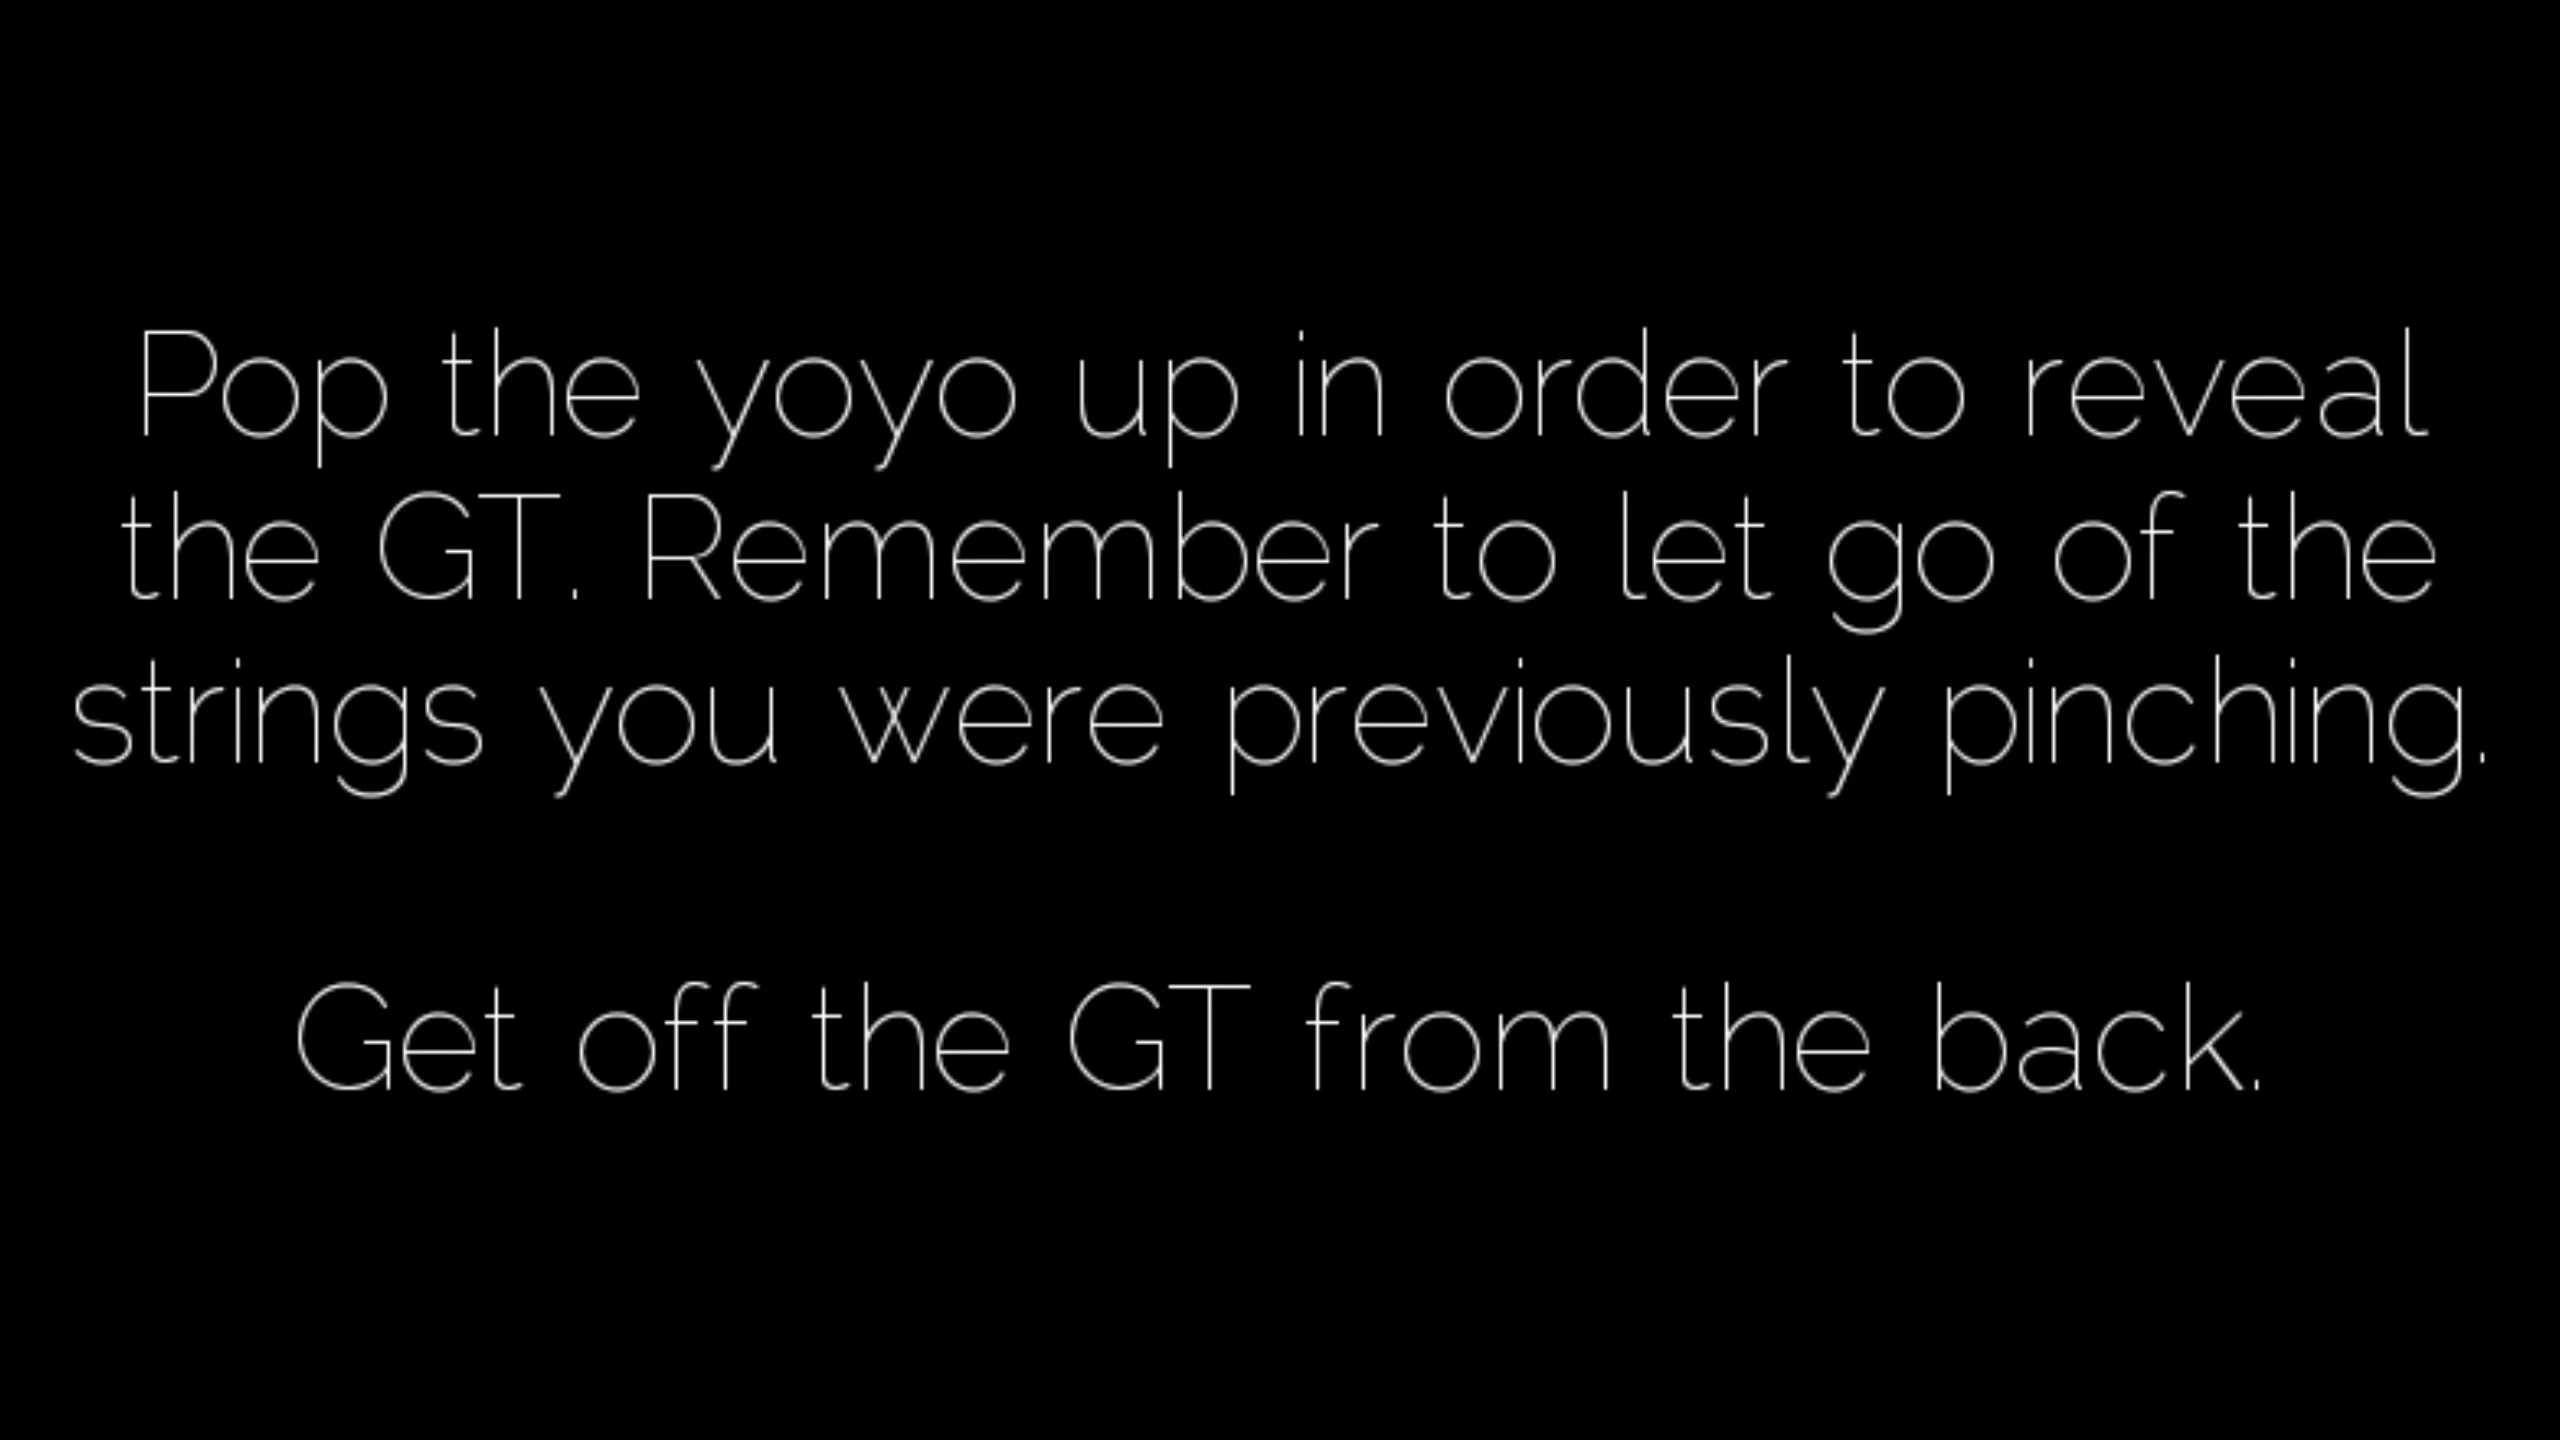 Pop the yoyo up in order to reveal
the GT. Remember to let go of the
strings you were previously pinching.
Get off the GT from the back.